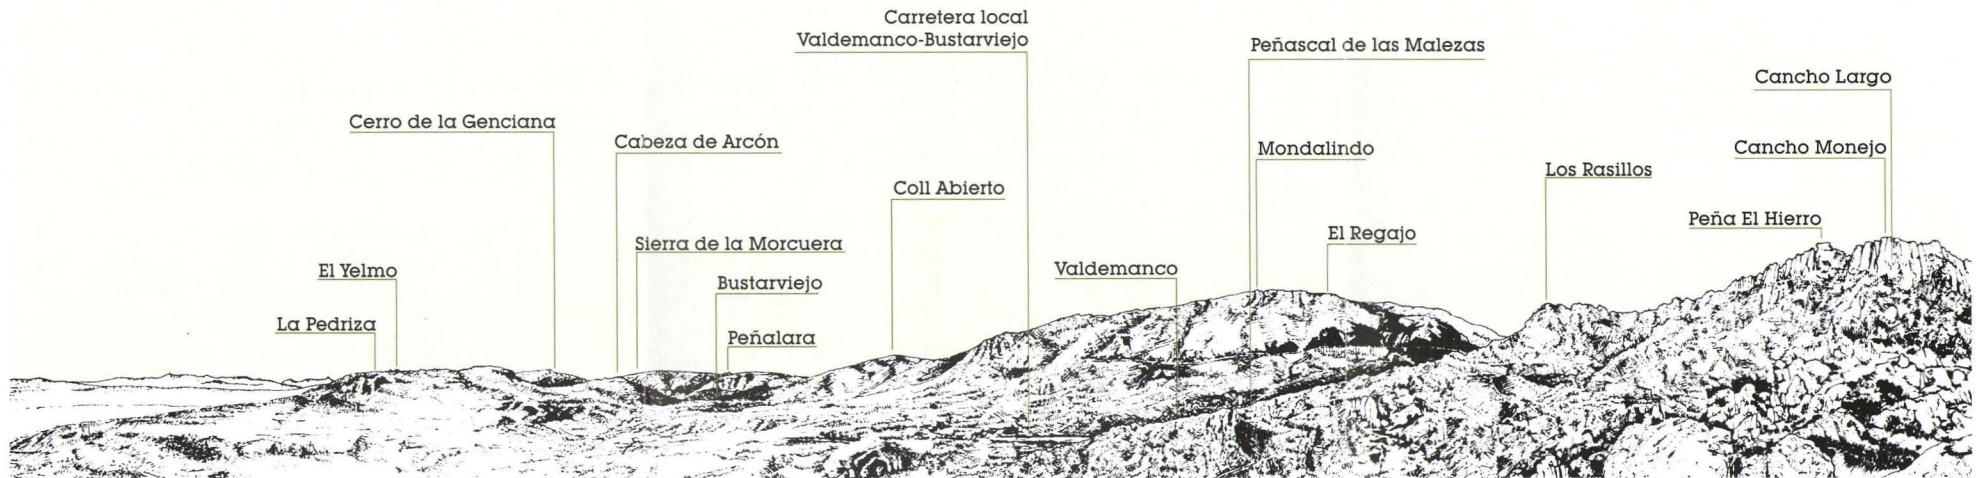 Carretera local
Valdemanco-Bustarviejo
Peñascal de las Malezas
Cancho Largo
Cerro de la Genciana
Cabeza de Arcón
Mondalindo
Cancho Monejo
Los Rasillos
Coll Abierto
Peña El Hierro
El Regajo
Sierra de la Morcuera
El Yelmo
Valdemanco
Bustarviejo
La Pedriza
Peñalara